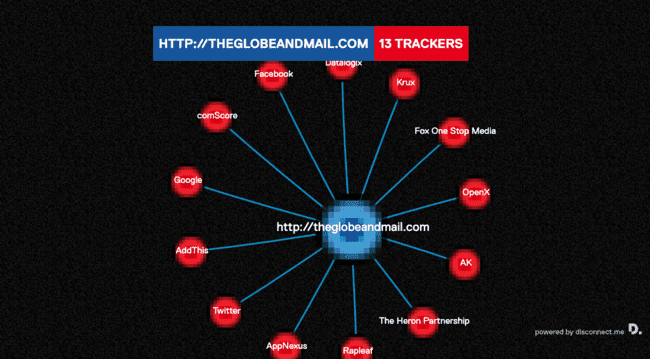 HTTP://THEGLOBEANDMAIL.COM 13 TRACKERS
Datalogix
Facebook
Krux
comScore
Fox One Stop Media
Google
OpenX
http://theglobeandmail.com
AddThis
AK
Twitter
The Heron Partnership
AppNexus
Rapleaf
powered by disconnect.me D.